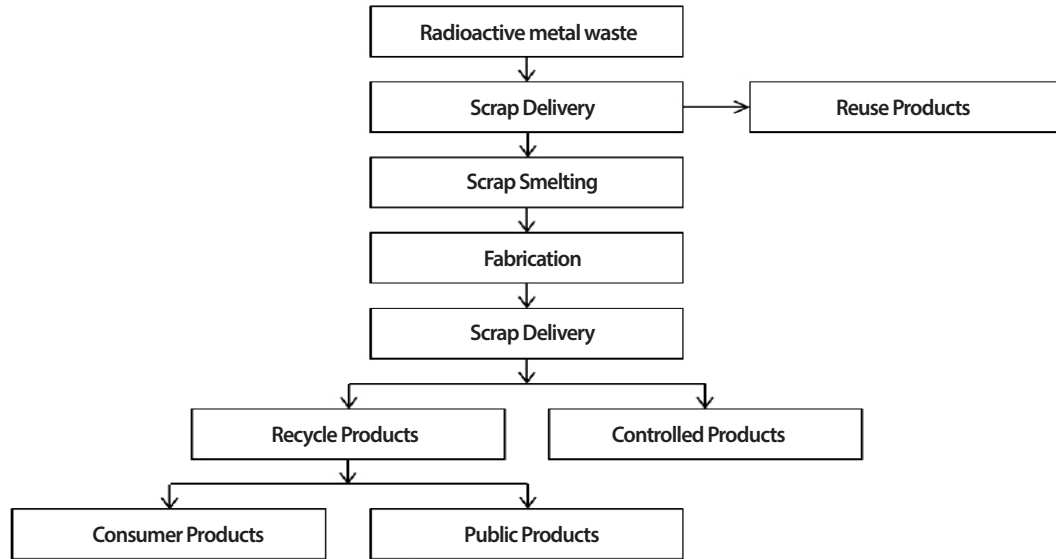 Radioactive metal waste
Scrap Delivery
Reuse Products
Scrap Smelting
Fabrication
Scrap Delivery
Recycle Products
Controlled Products
Consumer Products
Public Products